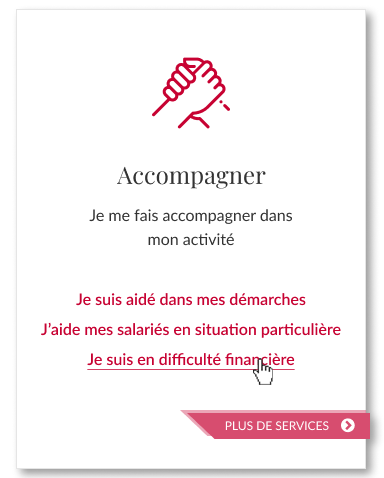 Accompagner
Je me fais accompagner dans
mon activité
Je suis aidé dans mes démarches
J'aide mes salariés en situation particulière
Je suis en difficulté financière
PLUS DE SERVICES